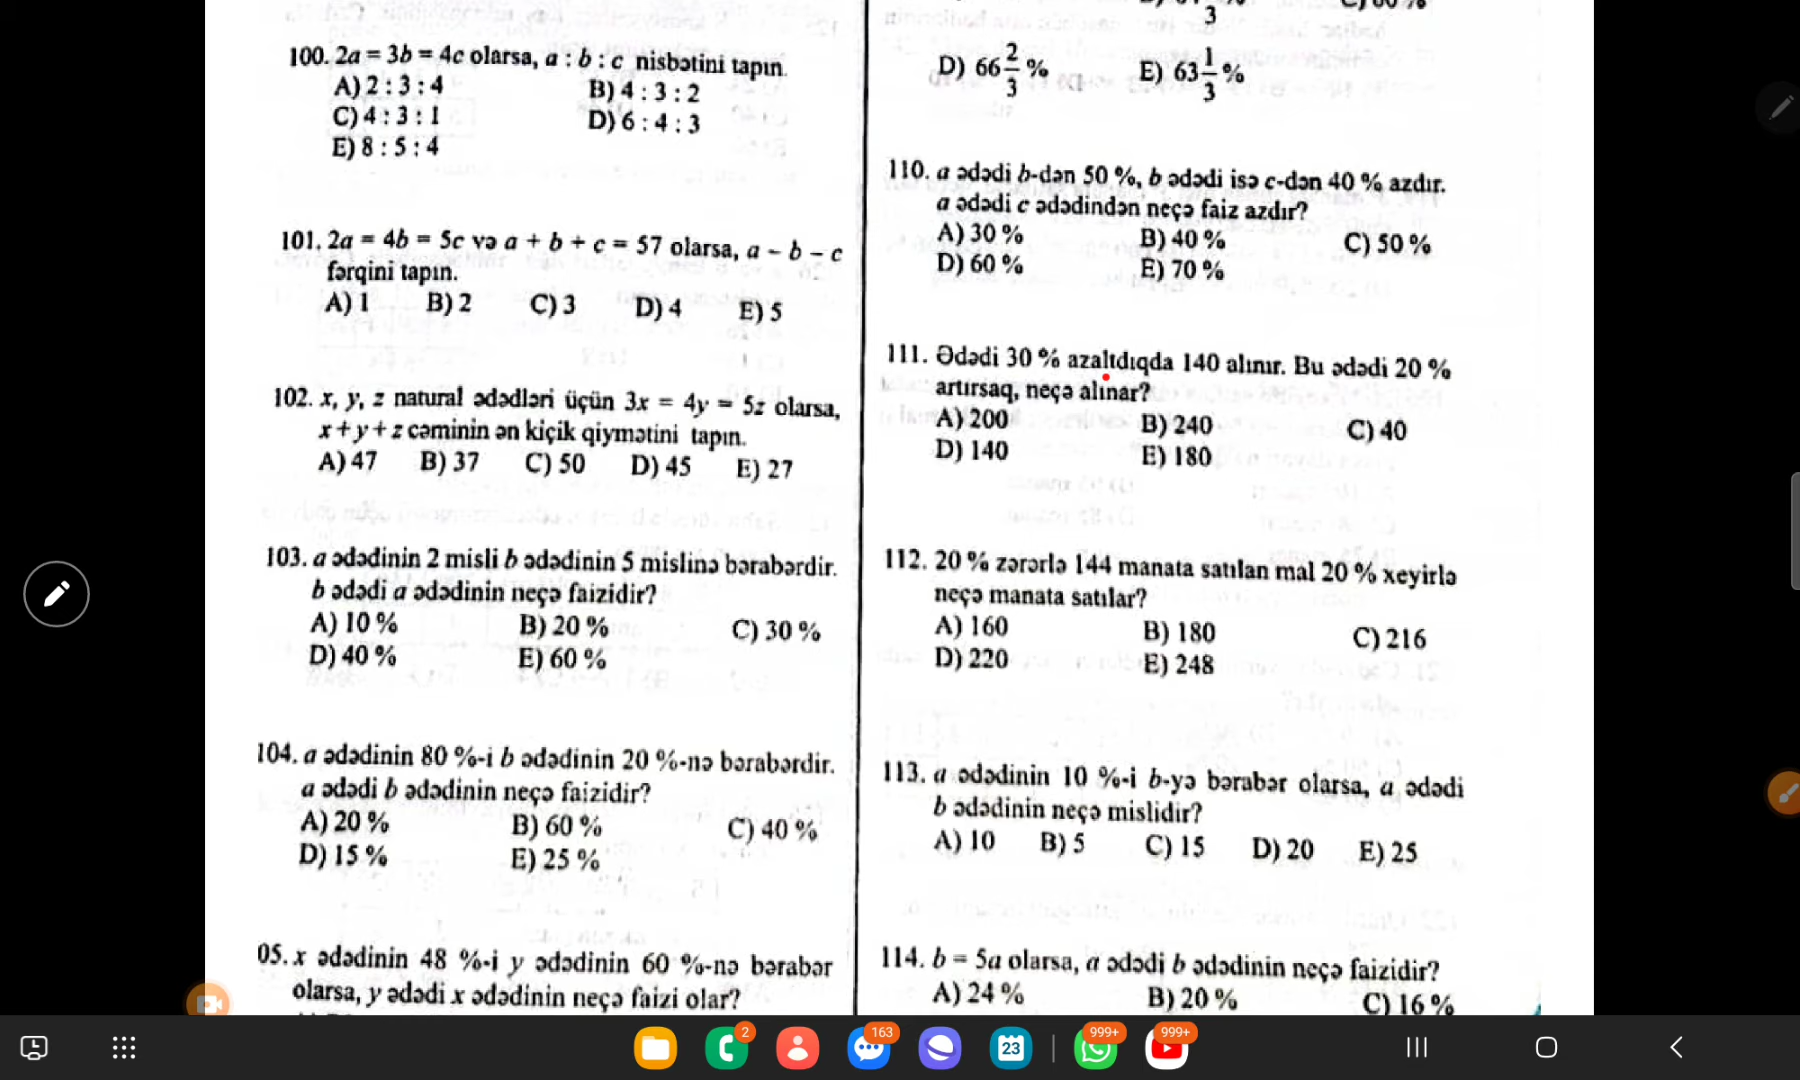 100. 2a = 3b = 4c olarsa, a : b : c nisbətini tapın.
A) 2 : 3 : 4 B) 4 : 3 : 2
C) 4 : 3 : 1 D) 6 : 4 : 3
E) 8 : 5 : 4
101. 2a = 4b = 5c və a + b + c = 57 olarsa, a – b – c
fərqini tapın.
A) 1 B) 2 C) 3 D) 4 E) 5
102. x, y, z natural ədədləri üçün 3x = 4y = 5z olarsa,
x + y + z cəminin ən kiçik qiymətini tapın.
A) 47 B) 37 C) 50 D) 45 E) 27
103. a ədədinin 2 misli b ədədinin 5 mislinə bərabərdir.
b ədədi a ədədinin neçə faizidir?
A) 10 % B) 20 % C) 30 %
D) 40 % E) 60 %
104. a ədədinin 80 %-i b ədədinin 20 %-nə bərabərdir.
a ədədi b ədədinin neçə faizidir?
A) 20 % B) 60 % C) 40 %
D) 15 % E) 25 %
05. x ədədinin 48 %-i y ədədinin 60 %-nə bərabər
olarsa, y ədədi x ədədinin neçə faizi olar?
D) 66 2/3 % E) 63 1/3 %
110. a ədədi b-dən 50 %, b ədədi isə c-dən 40 % azdır.
a ədədi c ədədindən neçə faiz azdır?
A) 30 % B) 40 % C) 50 %
D) 60 % E) 70 %
111. Ədədi 30 % azaltdıqda 140 alınır. Bu ədədi 20 %
artırsaq, neçə alınar?
A) 200 B) 240 C) 40
D) 140 E) 180
112. 20 % zərərlə 144 manata satılan mal 20 % xeyirlə
neçə manata satılar?
A) 160 B) 180 C) 216
D) 220 E) 248
113. a ədədinin 10 %-i b-yə bərabər olarsa, a ədədi
b ədədinin neçə mislidir?
A) 10 B) 5 C) 15 D) 20 E) 25
114. b = 5a olarsa, a ədədi b ədədinin neçə faizidir?
A) 24 % B) 20 % C) 16 %
2 163 23 999+ 999+